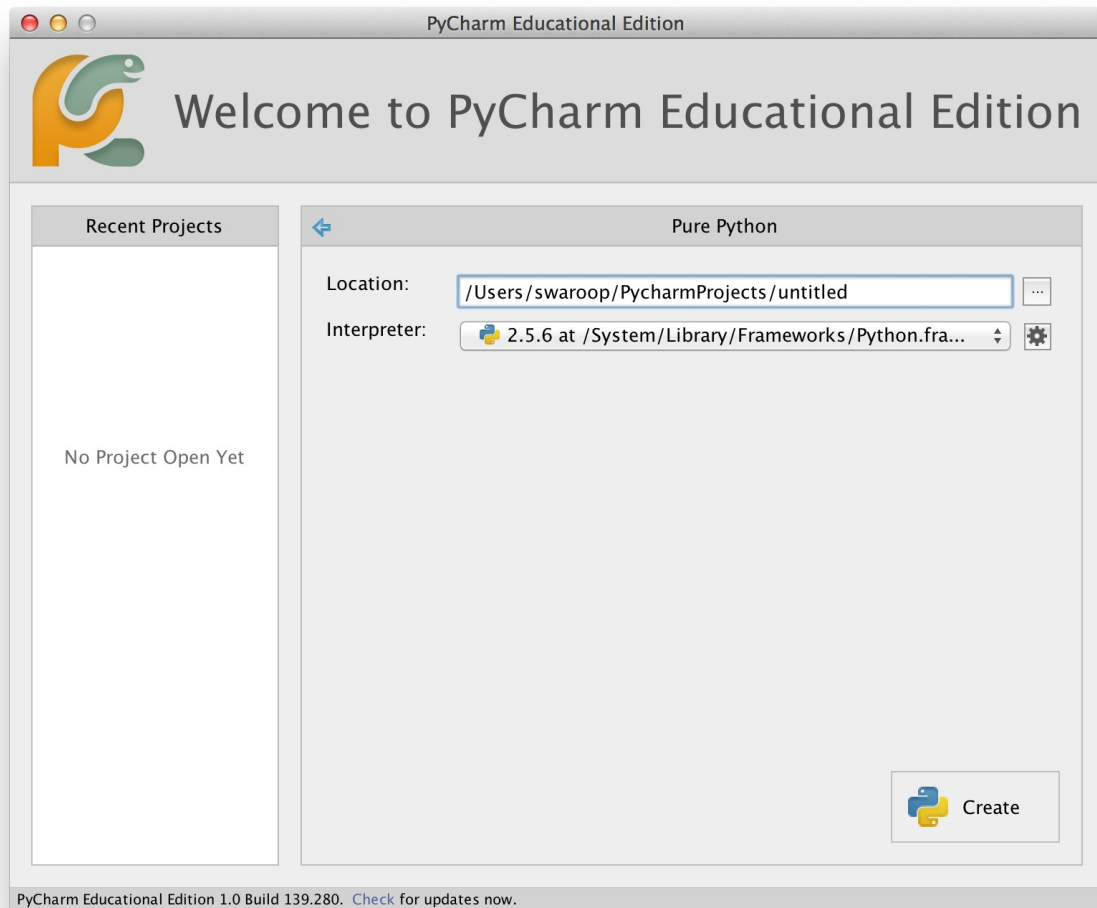 PyCharm Educational Edition
Welcome to PyCharm Educational Edition
Recent Projects
Pure Python
Location:
/Users/swaroop/PycharmProjects/untitled
...
Interpreter:
2.5.6 at /System/Library/Frameworks/Python.fra...
No Project Open Yet
Create
PyCharm Educational Edition 1.0 Build 139.280. Check for updates now.